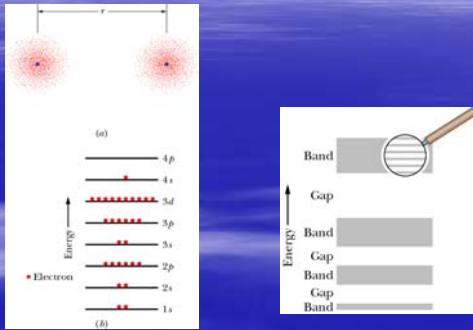 r
(a)
4p
4s
3d
3p
3s
2p
2s
1s
Energy
Electron
(b)
Band
Gap
Band
Gap
Band
Gap
Band
Energy